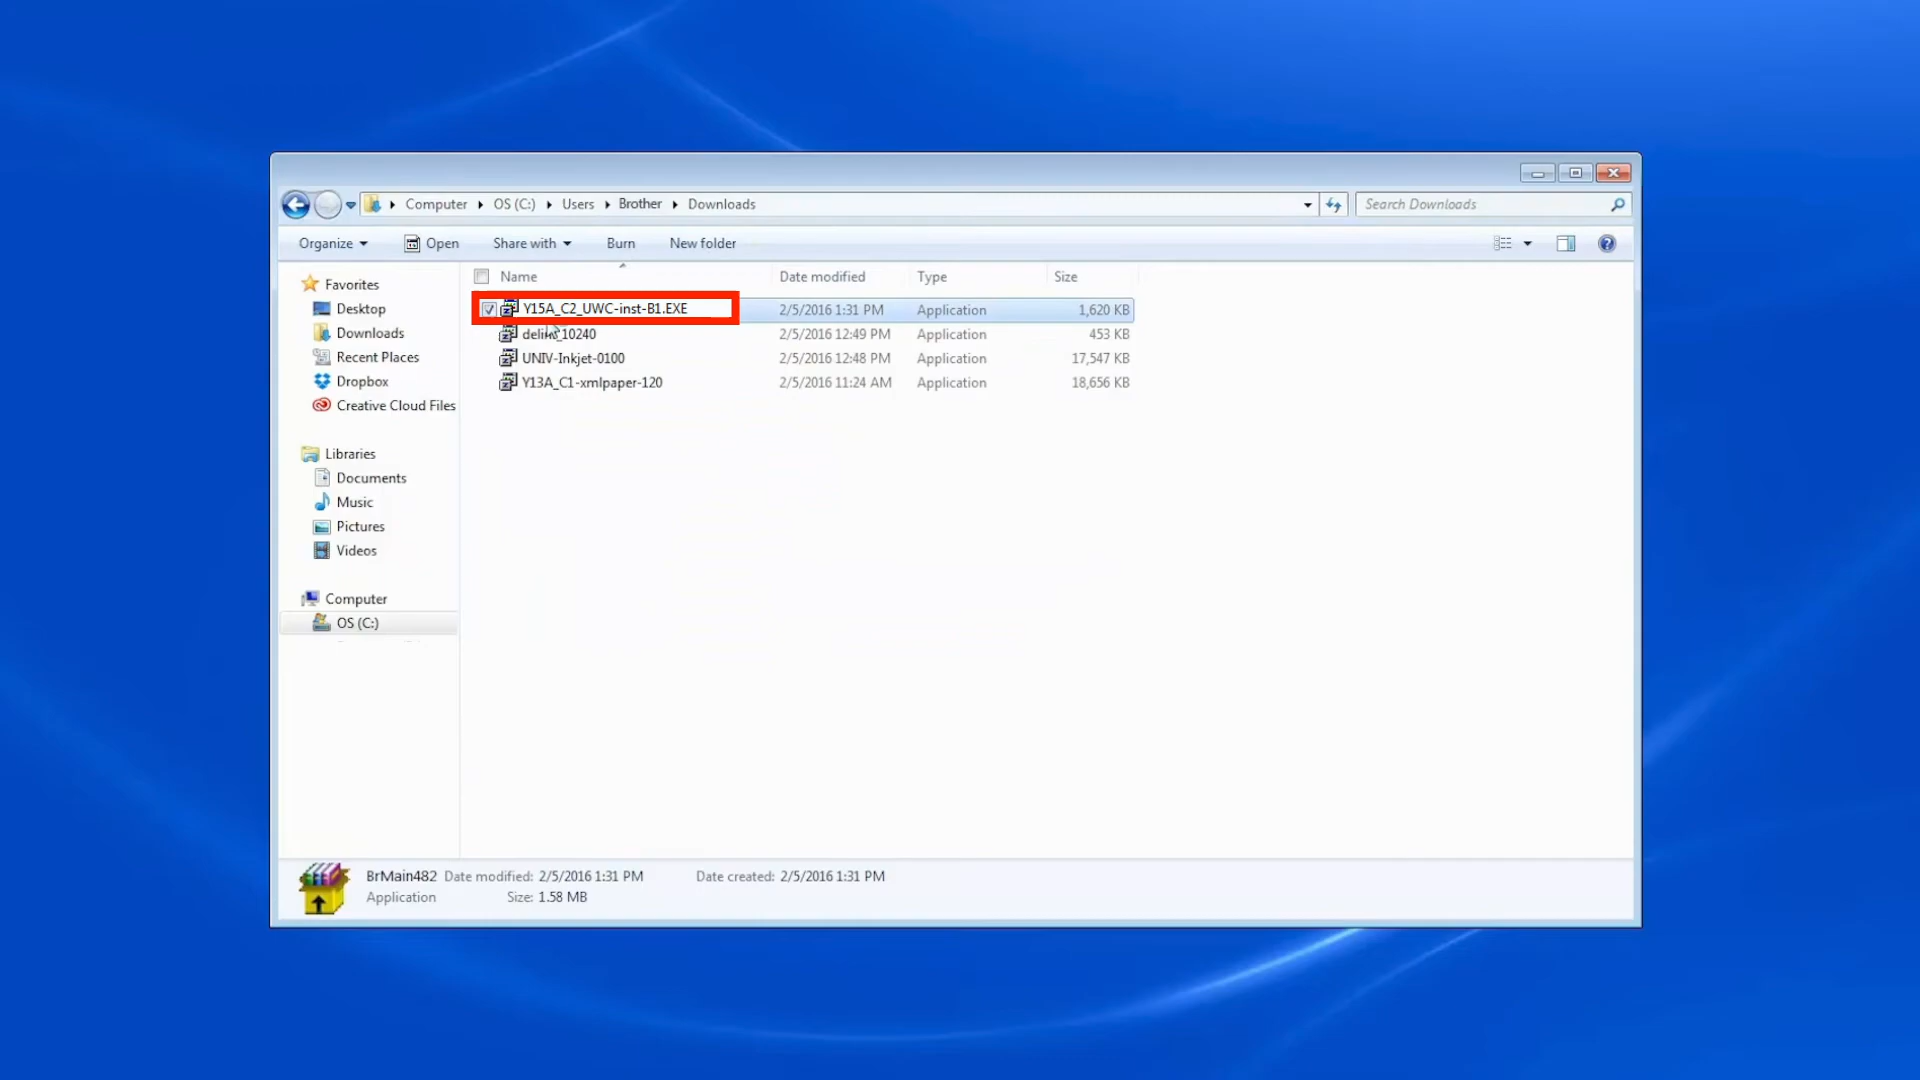 Computer OS (C:) Users Brother Downloads
Search Downloads
Organize Open Share with Burn New folder
Name Date modified Type Size
Y15A_C2_UWC-inst-B1.EXE 2/5/2016 1:31 PM Application 1,620 KB
10240 2/5/2016 12:49 PM Application 453 KB
UNIV-Inkjet-0100 2/5/2016 12:48 PM Application 17,547 KB
Y13A_C1-xmlpaper-120 2/5/2016 11:24 AM Application 18,656 KB
Favorites
Desktop
Downloads
Recent Places
Dropbox
Creative Cloud Files
Libraries
Documents
Music
Pictures
Videos
Computer
OS (C:)
BrMain482 Date modified: 2/5/2016 1:31 PM Date created: 2/5/2016 1:31 PM
Application Size: 1.58 MB